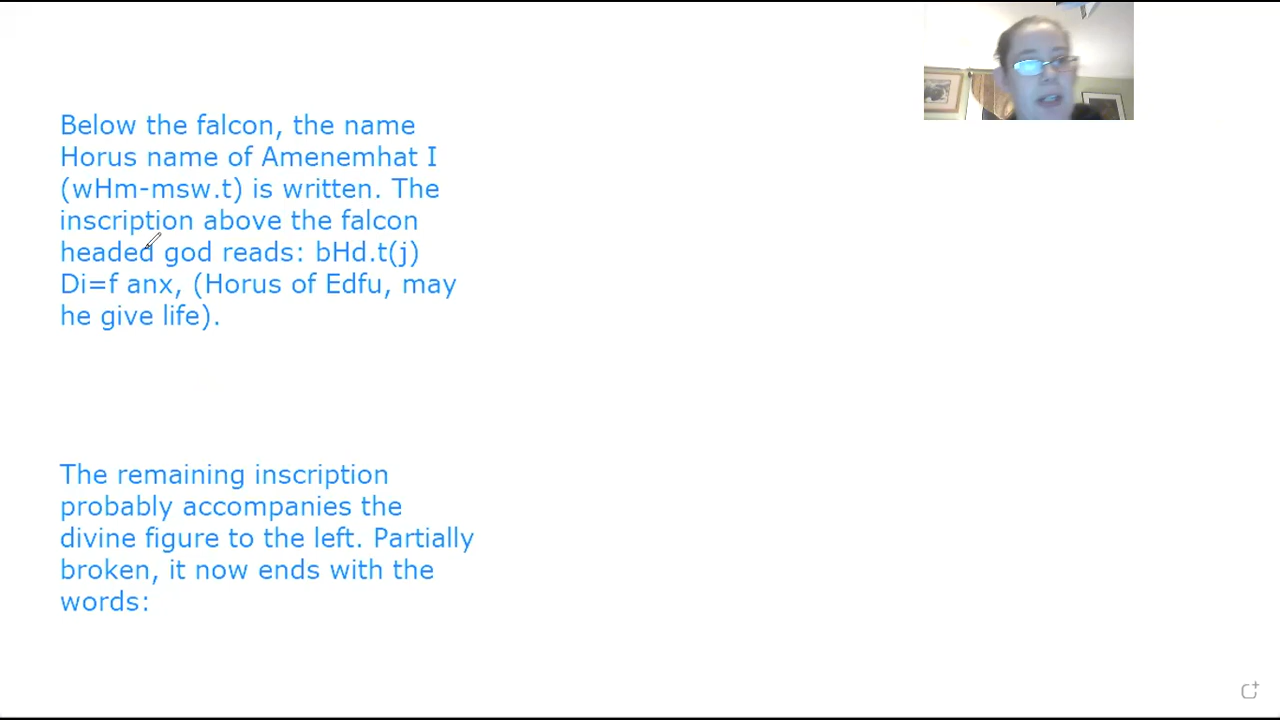 Below the falcon, the name
Horus name of Amenemhat I
(wHm-msw.t) is written. The
inscription above the falcon
headed god reads: bHd.t(j)
Di=f anx, (Horus of Edfu, may
he give life).
The remaining inscription
probably accompanies the
divine figure to the left. Partially
broken, it now ends with the
words: